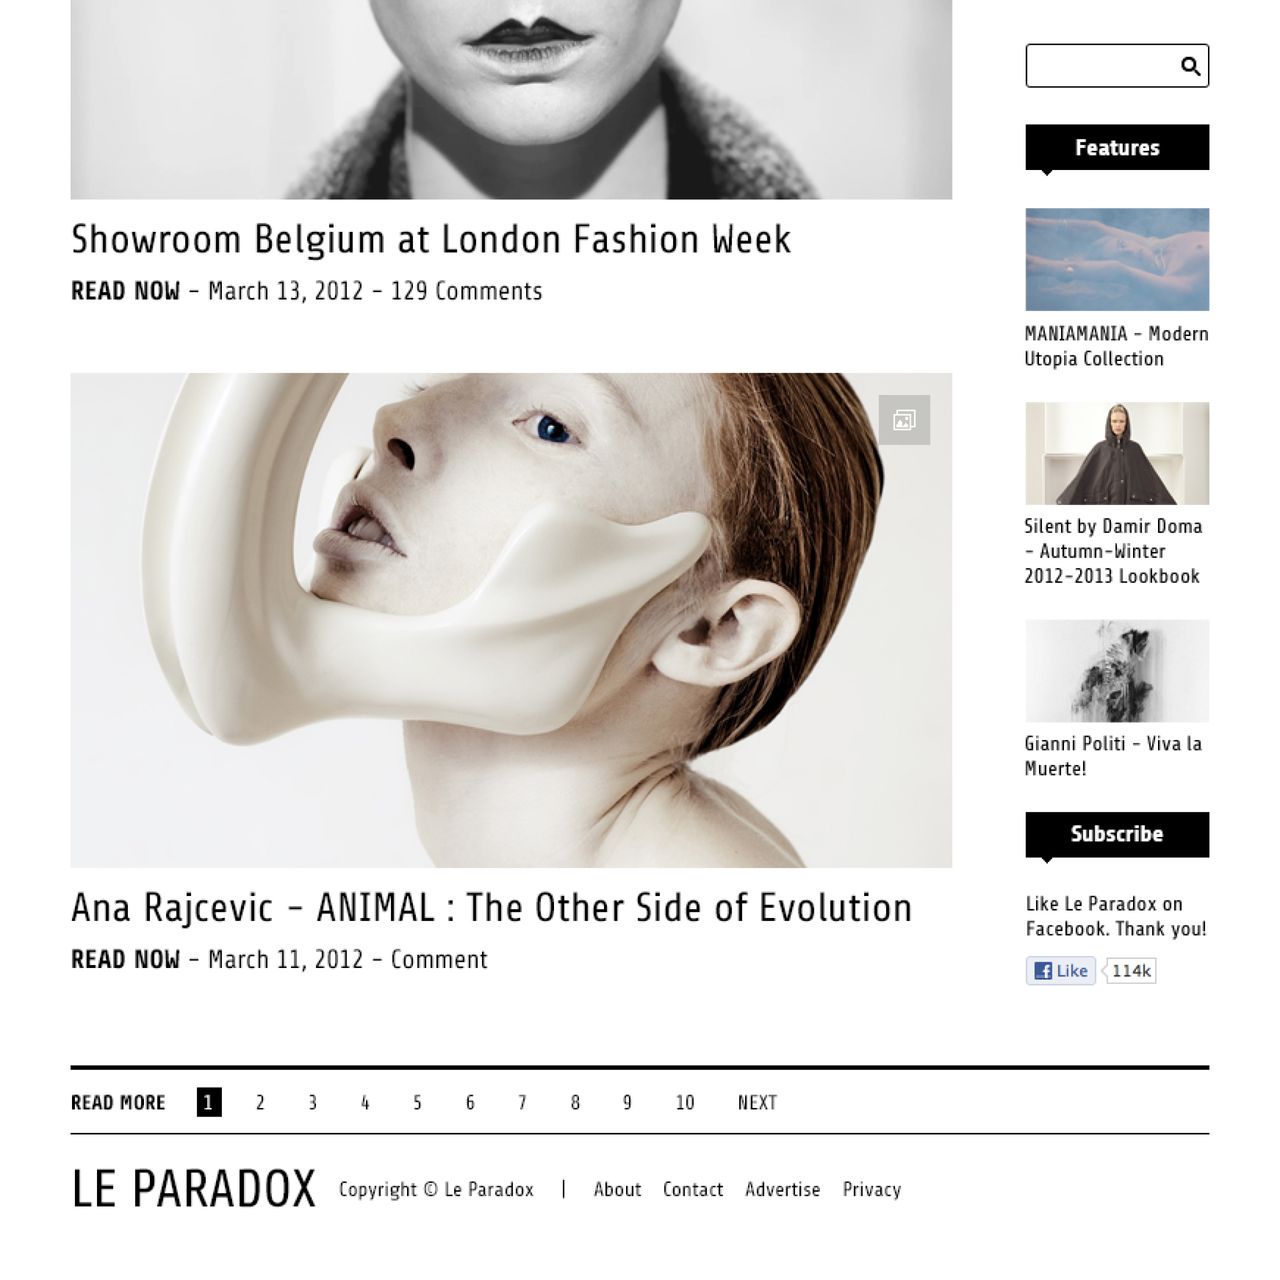 Features
Showroom Belgium at London Fashion Week
READ NOW – March 13, 2012 – 129 Comments
MANIAMANIA – Modern
Utopia Collection
Silent by Damir Doma
– Autumn-Winter
2012-2013 Lookbook
Gianni Politi – Viva la
Muerte!
Subscribe
Ana Rajcevic – ANIMAL : The Other Side of Evolution
READ NOW – March 11, 2012 – Comment
Like Le Paradox on
Facebook. Thank you!
f Like 114k
READ MORE 1 2 3 4 5 6 7 8 9 10 NEXT
LE PARADOX Copyright © Le Paradox | About Contact Advertise Privacy